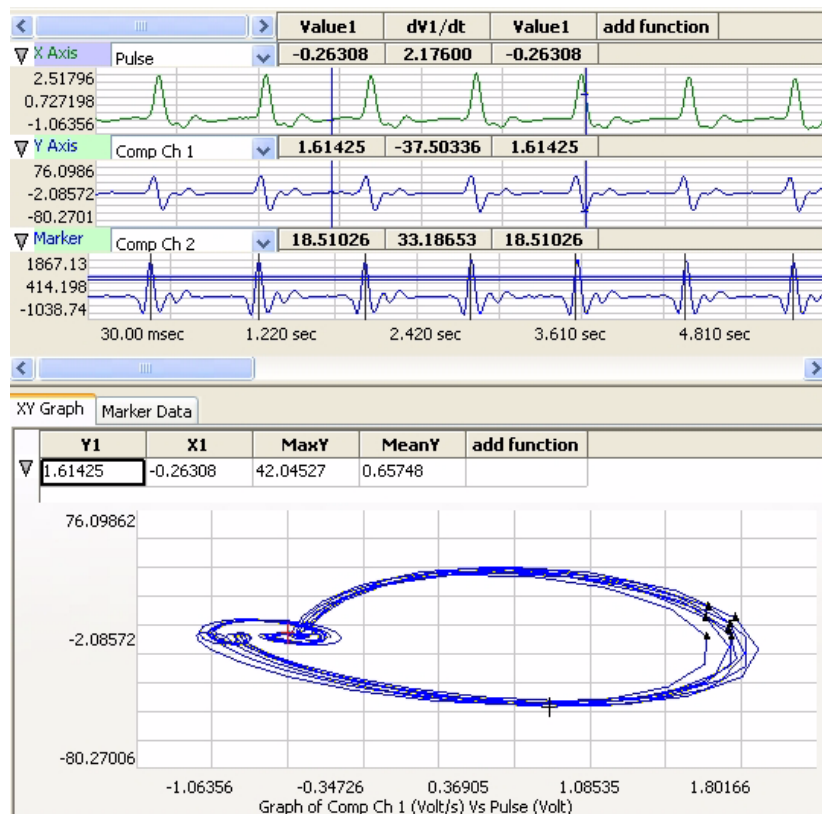 Value1 dV1/dt Value1 add function
X Axis Pulse -0.26308 2.17600 -0.26308
2.51796
0.727198
-1.06356
Y Axis Comp Ch 1 1.61425 -37.50336 1.61425
76.0986
-2.08572
-80.2701
Marker Comp Ch 2 18.51026 33.18653 18.51026
1867.13
414.198
-1038.74
30.00 msec 1.220 sec 2.420 sec 3.610 sec 4.810 sec
XY Graph Marker Data
Y1 X1 MaxY MeanY add function
1.61425 -0.26308 42.04527 0.65748
76.09862
-2.08572
-80.27006
-1.06356 -0.34726 0.36905 1.08535 1.80166
Graph of Comp Ch 1 (Volt/s) Vs Pulse (Volt)